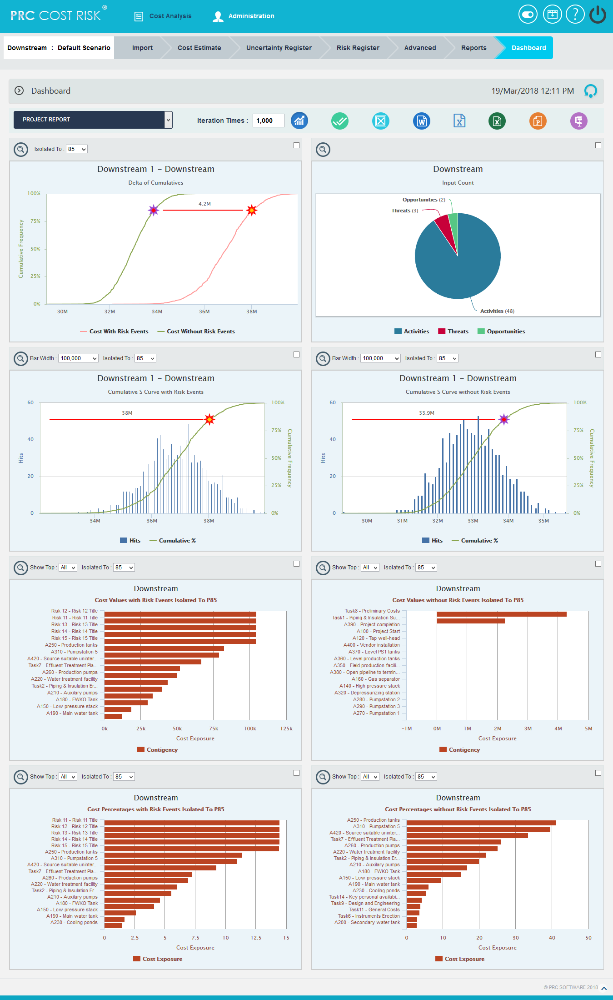 PRC COST RISK ®
Cost Analysis
Administration
Downstream : Default Scenario
Import
Cost Estimate
Uncertainty Register
Risk Register
Advanced
Reports
Dashboard
Dashboard
19/Mar/2018 12:11 PM
PROJECT REPORT
Iteration Times : 1,000
Isolated To : 85
Downstream 1 - Downstream
Delta of Cumulatives
100%
75%
50%
25%
0%
Cumulative Frequency
4.2M
30M 32M 34M 36M 38M
Cost With Risk Events Cost Without Risk Events
Downstream
Input Count
Opportunities (2)
Threats (3)
Activities (48)
Activities Threats Opportunities
Bar Width : 100,000 Isolated To : 85
Downstream 1 - Downstream
Cumulative S Curve with Risk Events
60
40
20
0
Hits
38M
100%
75%
50%
25%
0%
Cumulative Frequency
34M 36M 38M
Hits Cumulative %
Bar Width : 100,000 Isolated To : 85
Downstream 1 - Downstream
Cumulative S Curve without Risk Events
60
40
20
0
Hits
33.9M
100%
75%
50%
25%
0%
Cumulative Frequency
30M 31M 32M 33M 34M 35M
Hits Cumulative %
Show Top : All Isolated To : 85
Downstream
Cost Values with Risk Events Isolated To P85
Risk 12 - Risk 12 Title
Risk 11 - Risk 11 Title
Risk 13 - Risk 13 Title
Risk 14 - Risk 14 Title
Risk 15 - Risk 15 Title
A250 - Production tanks
A310 - Pumpstation 5
A420 - Source suitable uninter...
Task7 - Effluent Treatment Pla...
A260 - Production pumps
A220 - Water treatment facility
Task2 - Piping & Insulation Er...
A210 - Auxilary pumps
A180 - FWKO Tank
A150 - Low pressure stack
A190 - Main water tank
0k 25k 50k 75k 100k 125k
Cost Exposure
Contigency
Show Top : All Isolated To : 85
Downstream
Cost Values without Risk Events Isolated To P85
Task8 - Preliminary Costs
Task1 - Piping & Insulation Su...
A390 - Project completion
A100 - Project Start
A120 - Tap well-head
A400 - Vendor installation
A370 - Level PS1 tanks
A360 - Level production tanks
A350 - Field production facili...
A380 - Open pipeline to termin...
A160 - Gas separator
A140 - High pressure stack
A320 - Depressurizing station
A280 - Pumpstation 2
A290 - Pumpstation 3
A270 - Pumpstation 1
-1M 0M 1M 2M 3M 4M 5M
Cost Exposure
Contigency
Show Top : All Isolated To : 85
Downstream
Cost Percentages with Risk Events Isolated To P85
Risk 11 - Risk 11 Title
Risk 12 - Risk 12 Title
Risk 13 - Risk 13 Title
Risk 14 - Risk 14 Title
Risk 15 - Risk 15 Title
A250 - Production tanks
A310 - Pumpstation 5
A420 - Source suitable uninter...
Task7 - Effluent Treatment Pla...
A260 - Production pumps
A220 - Water treatment facility
Task2 - Piping & Insulation Er...
A210 - Auxilary pumps
A180 - FWKO Tank
A150 - Low pressure stack
A190 - Main water tank
A230 - Cooling ponds
0 2.5 5 7.5 10 12.5 15
Cost Exposure
Cost Exposure
Show Top : All Isolated To : 85
Downstream
Cost Percentages without Risk Events Isolated To P85
A250 - Production tanks
A310 - Pumpstation 5
A420 - Source suitable uninter...
Task7 - Effluent Treatment Pla...
A260 - Production pumps
A220 - Water treatment facility
Task2 - Piping & Insulation Er...
A210 - Auxilary pumps
A180 - FWKO Tank
A150 - Low pressure stack
A190 - Main water tank
A230 - Cooling ponds
Task14 - Key personal availabi...
Task9 - Design and Engineering
Task11 - General Costs
Task6 - Instruments Erection
A200 - Secondary water tank
0 10 20 30 40 50
Cost Exposure
Cost Exposure
© PRC SOFTWARE 2018